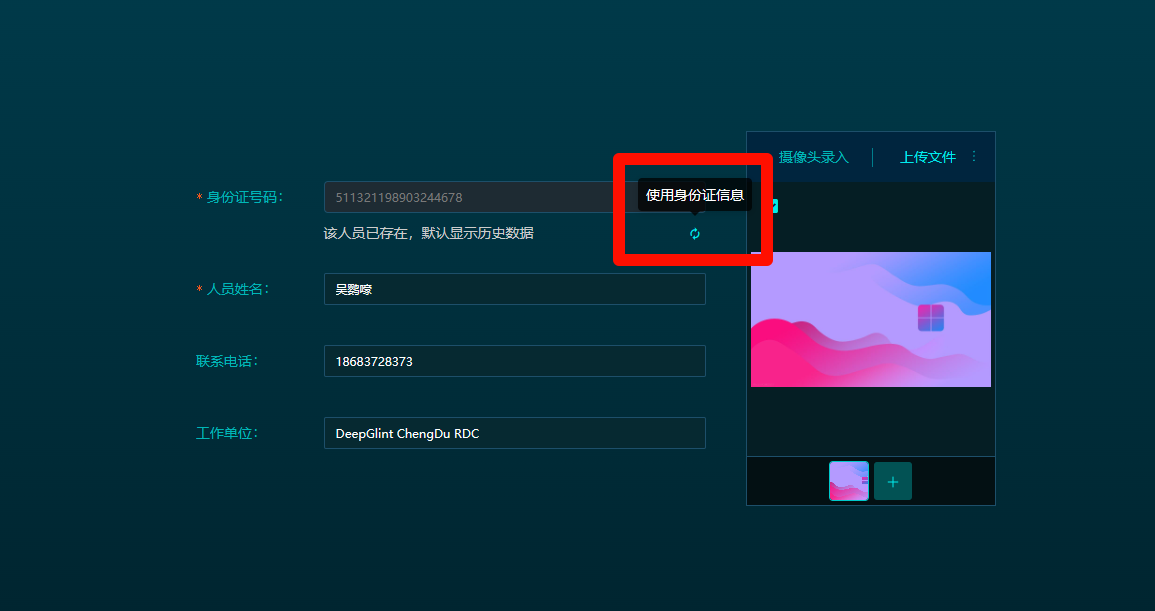 摄像头录入 上传文件
* 身份证号码: 511321198903244678 使用身份证信息
该人员已存在，默认显示历史数据
* 人员姓名: 吴鹦嚎
联系电话: 18683728373
工作单位: DeepGlint ChengDu RDC